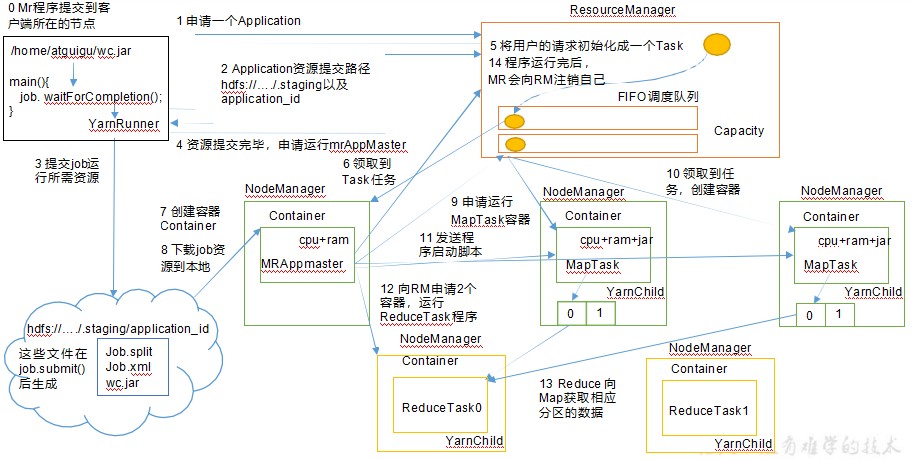 0 Mr程序提交到客
户端所在的节点
/home/atguigu/wc.jar
main(){
job. waitForCompletion();
}
YarnRunner
1 申请一个Application
2 Application资源提交路径
hdfs://…./.staging以及
application_id
3 提交job运
行所需资源
4 资源提交完毕，申请运行mrAppMaster
ResourceManager
5 将用户的请求初始化成一个Task
14 程序运行完后，
MR会向RM注销自己
FIFO调度队列
Capacity
6 领取到
Task任务
7 创建容器
Container
8 下载job资
源到本地
NodeManager
Container
cpu+ram
MRAppmaster
9 申请运行
MapTask容器
10 领取到任
务，创建容器
11 发送程
序启动脚本
NodeManager
Container
cpu+ram+jar
MapTask
YarnChild
0 1
NodeManager
Container
cpu+ram+jar
MapTask
YarnChild
0 1
12 向RM申请2个
容器，运行
ReduceTask程序
hdfs://…./.staging/application_id
这些文件在
job.submit()
后生成
Job.split
Job.xml
wc.jar
NodeManager
Container
ReduceTask0
YarnChild
13 Reduce 向
Map获取相应
分区的数据
NodeManager
Container
ReduceTask1
YarnChild
有难学的技术